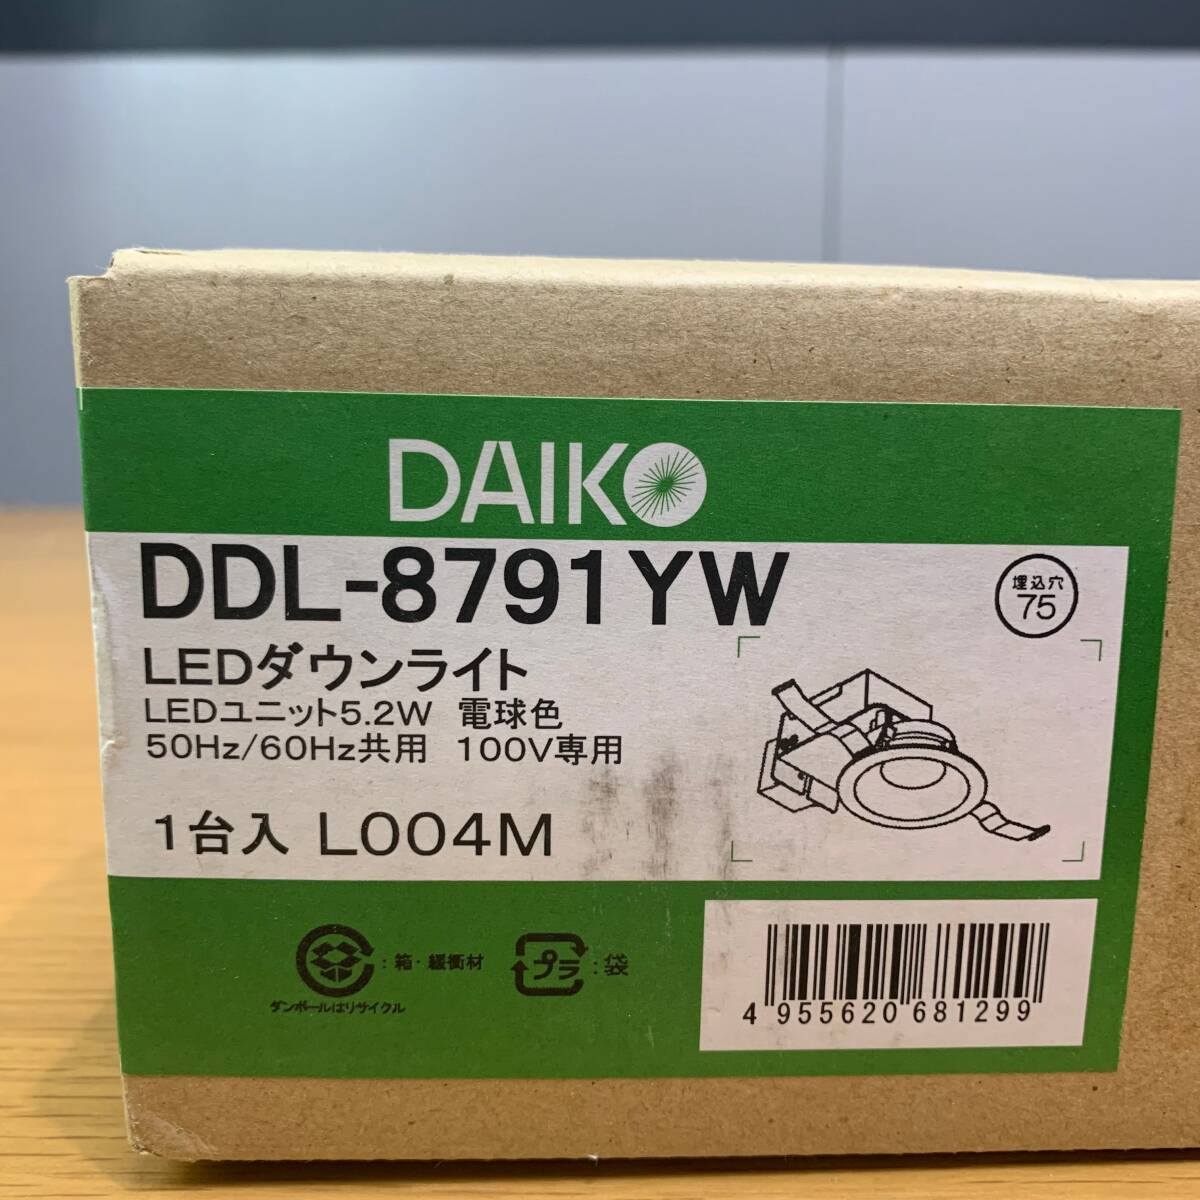 DAIKO
DDL-8791YW
埋込穴
75
LEDダウンライト
LEDユニット5.2W 電球色
50Hz/60Hz共用 100V専用
1台入 L004M
:箱・緩衝材
ダンボールはリサイクル
プラ:袋
4 955620 681299